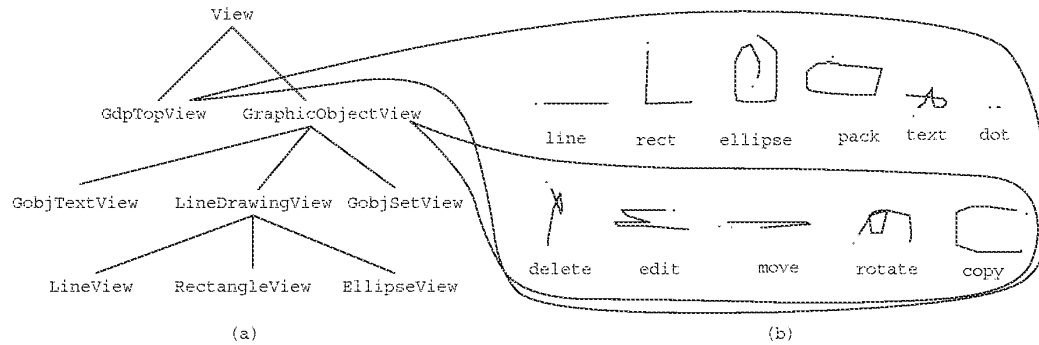 View
GdpTopView GraphicObjectView
line rect ellipse pack text dot
GobjTextView LineDrawingView GobjSetView
delete edit move rotate copy
LineView RectangleView EllipseView
(a) (b)